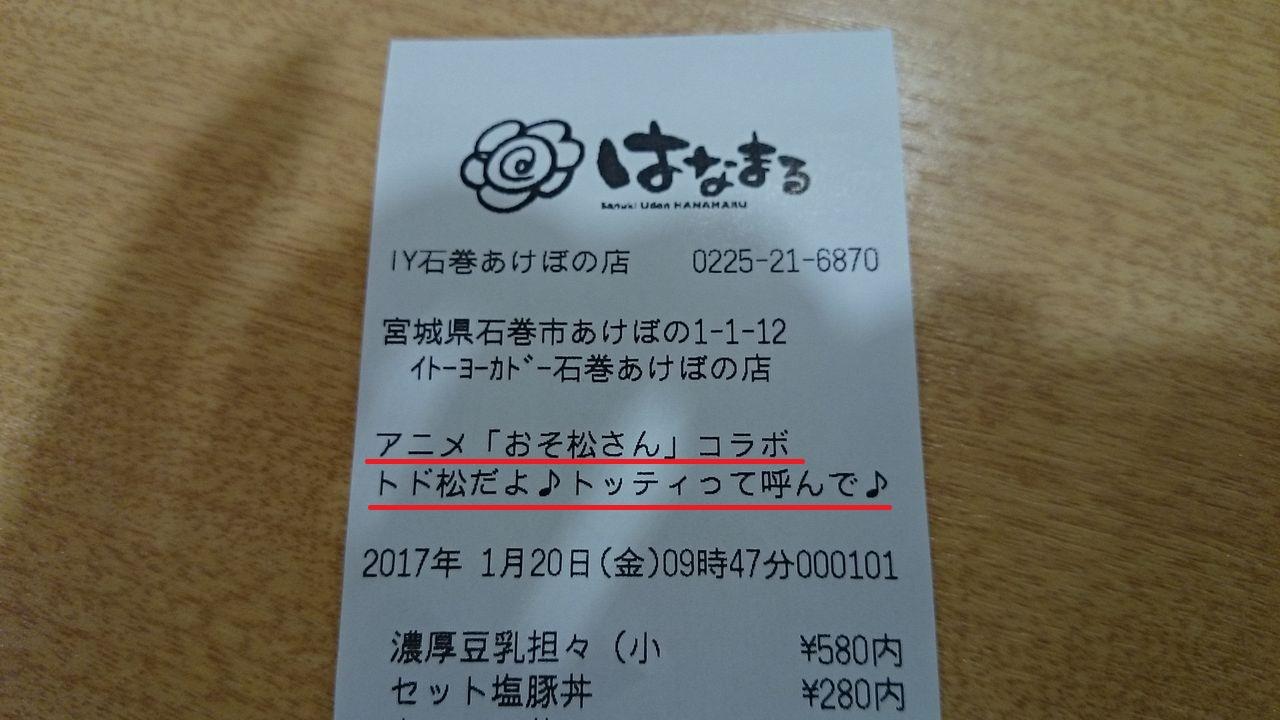 はなまる
Sanuki Udon HANAMARU
IY石巻あけぼの店 0225-21-6870
宮城県石巻市あけぼの1-1-12
ｲﾄｰﾖｰｶﾄﾞｰ石巻あけぼの店
アニメ「おそ松さん」コラボ
トド松だよ♪トッティって呼んで♪
2017年 1月20日(金)09時47分000101
濃厚豆乳担々（小 ¥580内
セット塩豚丼 ¥280内